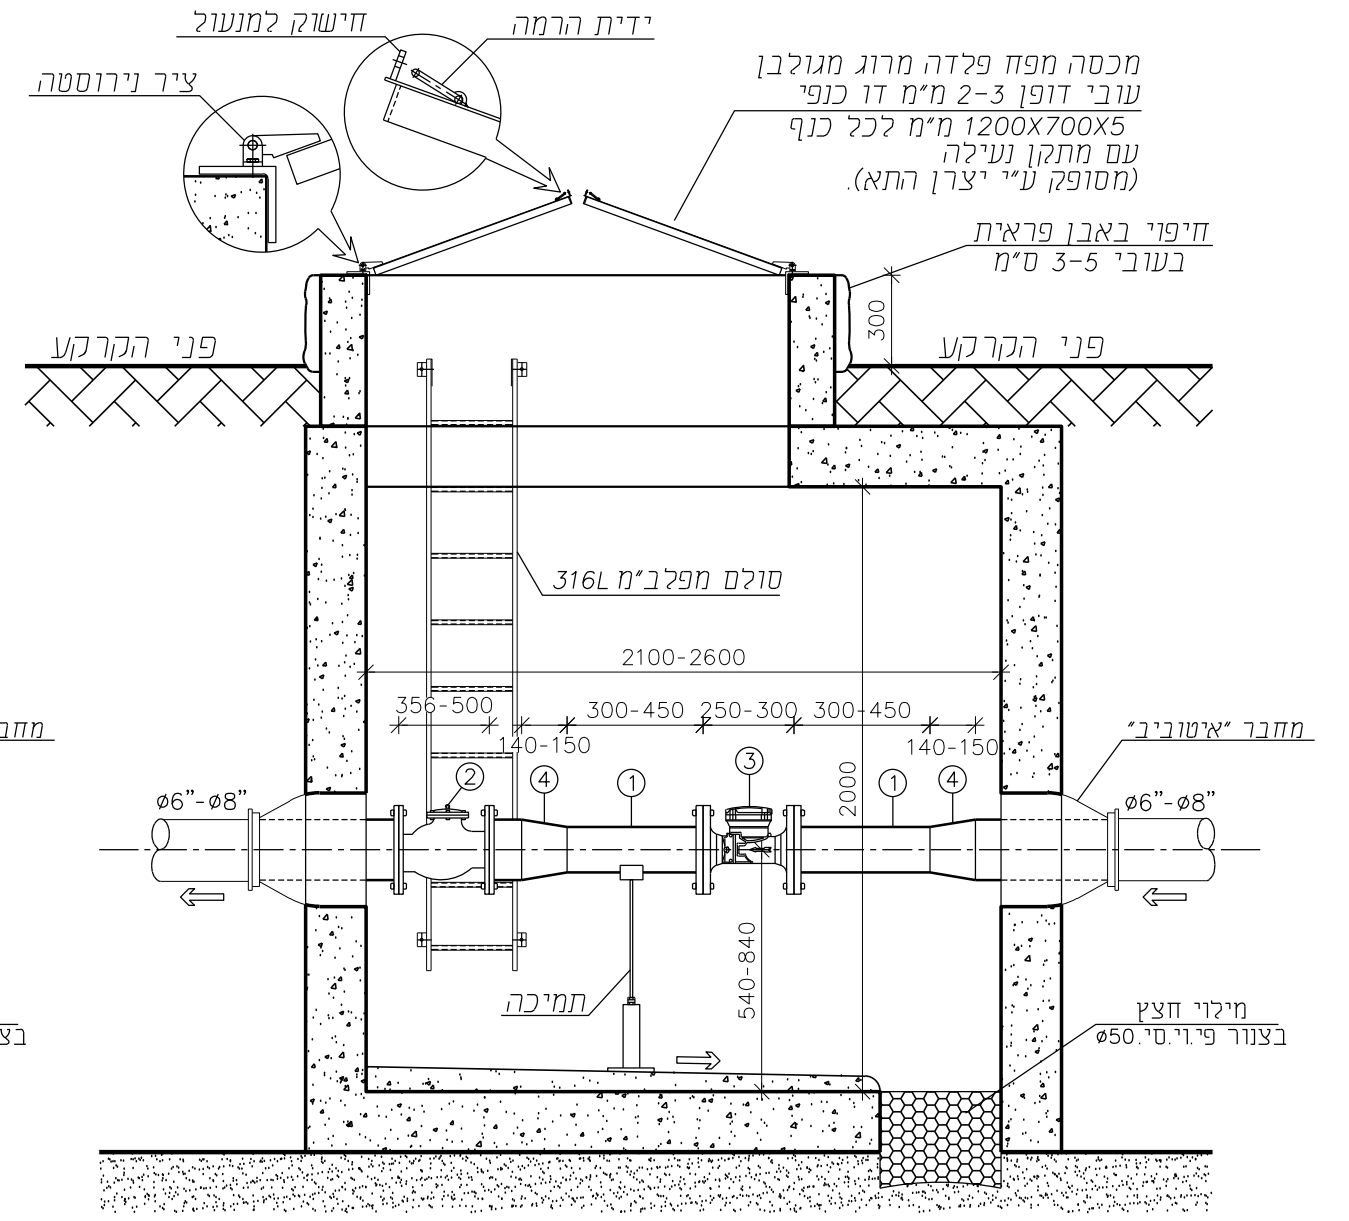 חישוק למנעול
ידית הרמה
ציר נירוסטה
מכסה מפח פלדה מרוג מגולבן
עובי דופן 2-3 מ"מ דו כנפי
1200X700X5 מ"מ לכל כנף
עם מתקן נעילה
(מסופק ע"י יצרן התא).
חיפוי באבן פראית
בעובי 3-5 ס"מ
300
פני הקרקע
פני הקרקע
סולם מפלב"מ 316L
2100-2600
356-500
300-450
250-300
300-450
140-150
140-150
מחבר "איטוביב"
2
4
1
3
2000
1
4
ø6"-ø8"
ø6"-ø8"
540-840
תמיכה
מילוי חצץ
בצנור פי.וי.סי.ø50